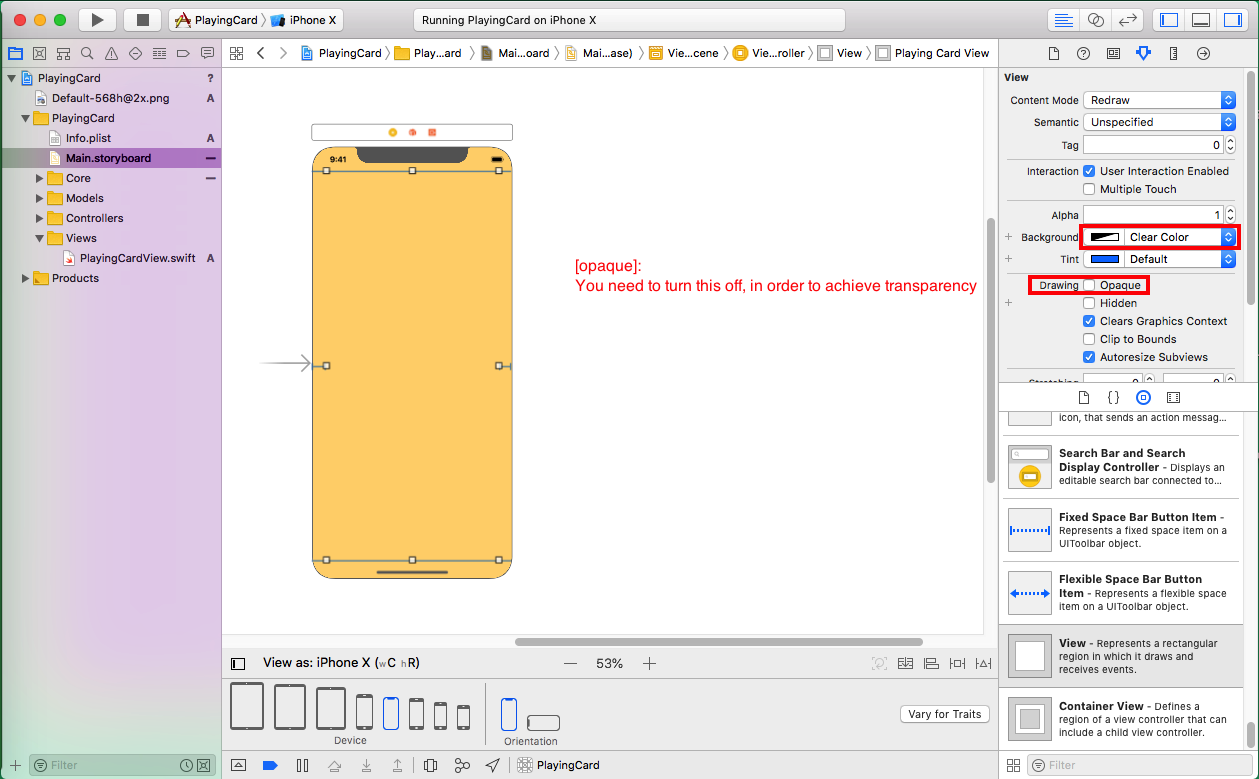 PlayingCard
iPhone X
Running PlayingCard on iPhone X
PlayingCard
Play...ard
Mai...oard
Mai...ase)
Vie...cene
Vie...roller
View
Playing Card View
PlayingCard
?
Default-568h@2x.png
A
PlayingCard
Info.plist
A
Main.storyboard
Core
Models
Controllers
Views
PlayingCardView.swift
A
Products
Filter
9:41
[opaque]:
You need to turn this off, in order to achieve transparency
View as: iPhone X (wC hR)
53%
Device
Orientation
Vary for Traits
PlayingCard
View
Content Mode
Redraw
Semantic
Unspecified
Tag
0
Interaction
User Interaction Enabled
Multiple Touch
Alpha
1
Background
Clear Color
Tint
Default
Drawing
Opaque
Hidden
Clears Graphics Context
Clip to Bounds
Autoresize Subviews
Stretching
0
0
icon, that sends an action messag...
Search Bar and Search
Display Controller - Displays an
editable search bar connected to...
Fixed Space Bar Button Item -
Represents a fixed space item on a
UIToolbar object.
Flexible Space Bar Button
Item - Represents a flexible space
item on a UIToolbar object.
View - Represents a rectangular
region in which it draws and
receives events.
Container View - Defines a
region of a view controller that can
include a child view controller.
Filter